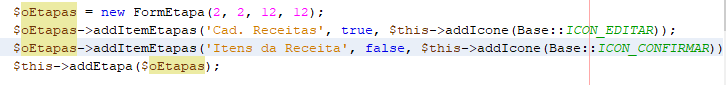 $oEtapas = new FormEtapa(2, 2, 12, 12);
$oEtapas->addItemEtapas('Cad. Receitas', true, $this->addIcone(Base::ICON_EDITAR));
$oEtapas->addItemEtapas('Itens da Receita', false, $this->addIcone(Base::ICON_CONFIRMAR))
$this->addEtapa($oEtapas);